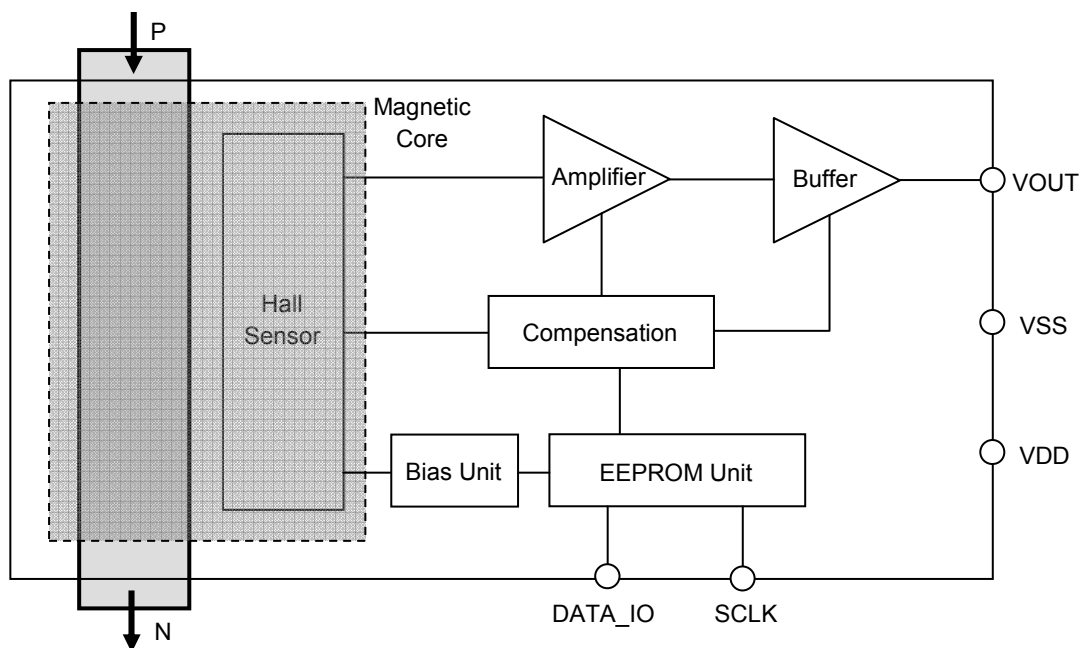 P
Magnetic
Core
Amplifier
Buffer
VOUT
Hall
Sensor
Compensation
VSS
Bias Unit
EEPROM Unit
VDD
DATA_IO
SCLK
N